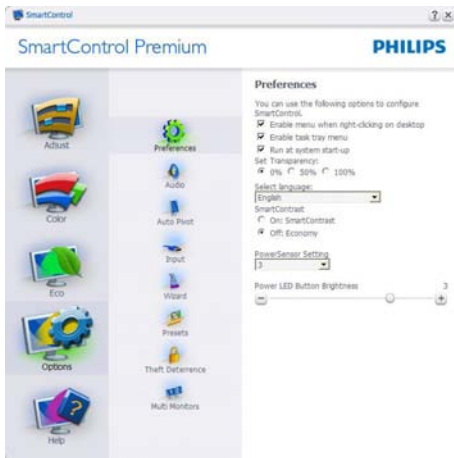 SmartControl
SmartControl Premium
PHILIPS
Adjust
Color
Eco
Options
Help
Preferences
Audio
Auto Pivot
Input
Wizard
Presets
Theft Deterrence
Multi Monitors
Preferences
You can use the following options to configure
SmartControl.
Enable menu when right-clicking on desktop
Enable task tray menu
Run at system start-up
Set Transparency:
0% 50% 100%
Select language:
English
SmartContrast
On: SmartContrast
Off: Economy
PowerSensor Setting
3
Power LED Button Brightness 3